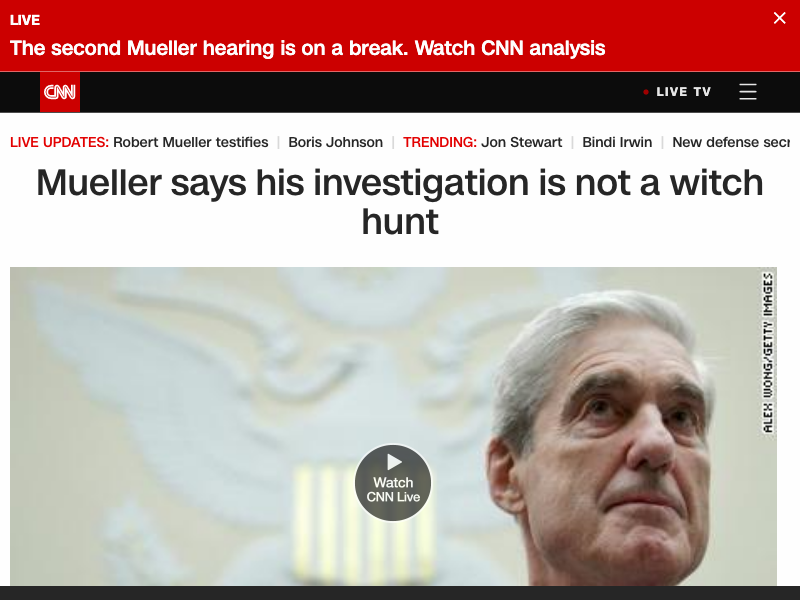 LIVE
The second Mueller hearing is on a break. Watch CNN analysis
CNN
LIVE TV
LIVE UPDATES: Robert Mueller testifies | Boris Johnson | TRENDING: Jon Stewart | Bindi Irwin | New defense secr
Mueller says his investigation is not a witch
hunt
ALEX WONG/GETTY IMAGES
Watch
CNN Live